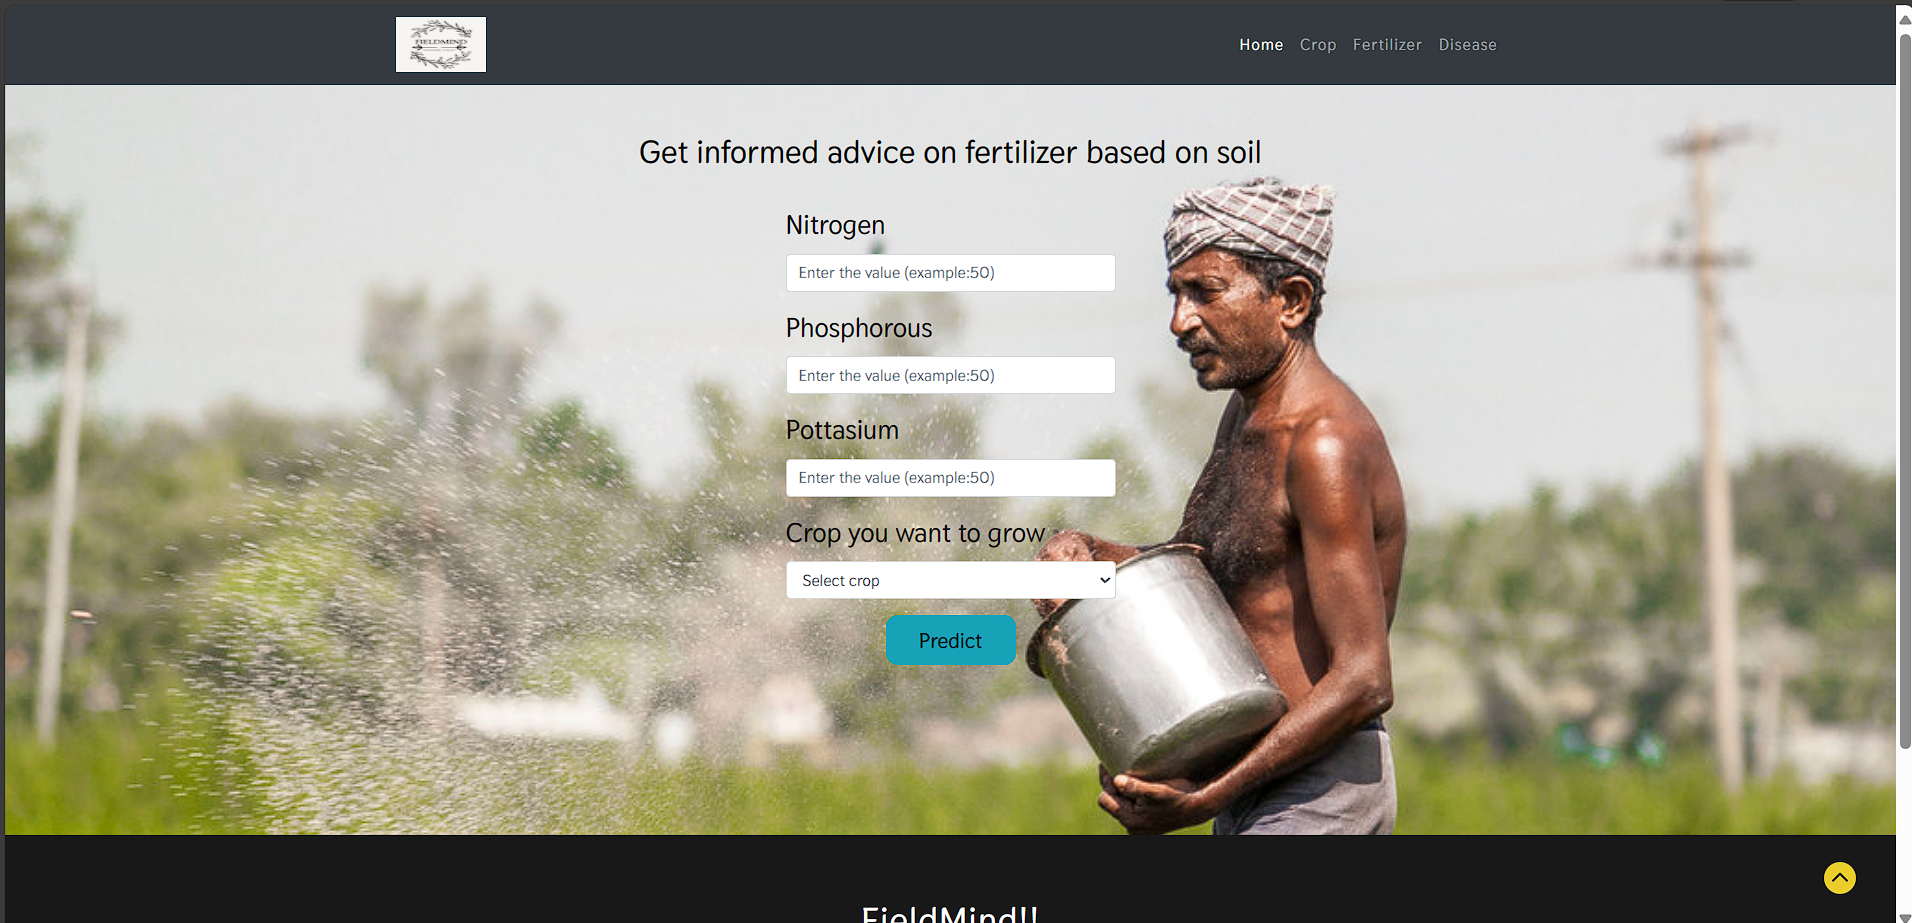 FIELDMIND
Home Crop Fertilizer Disease
Get informed advice on fertilizer based on soil
Nitrogen
Enter the value (example:50)
Phosphorous
Enter the value (example:50)
Pottasium
Enter the value (example:50)
Crop you want to grow
Select crop
Predict
FieldMind!!